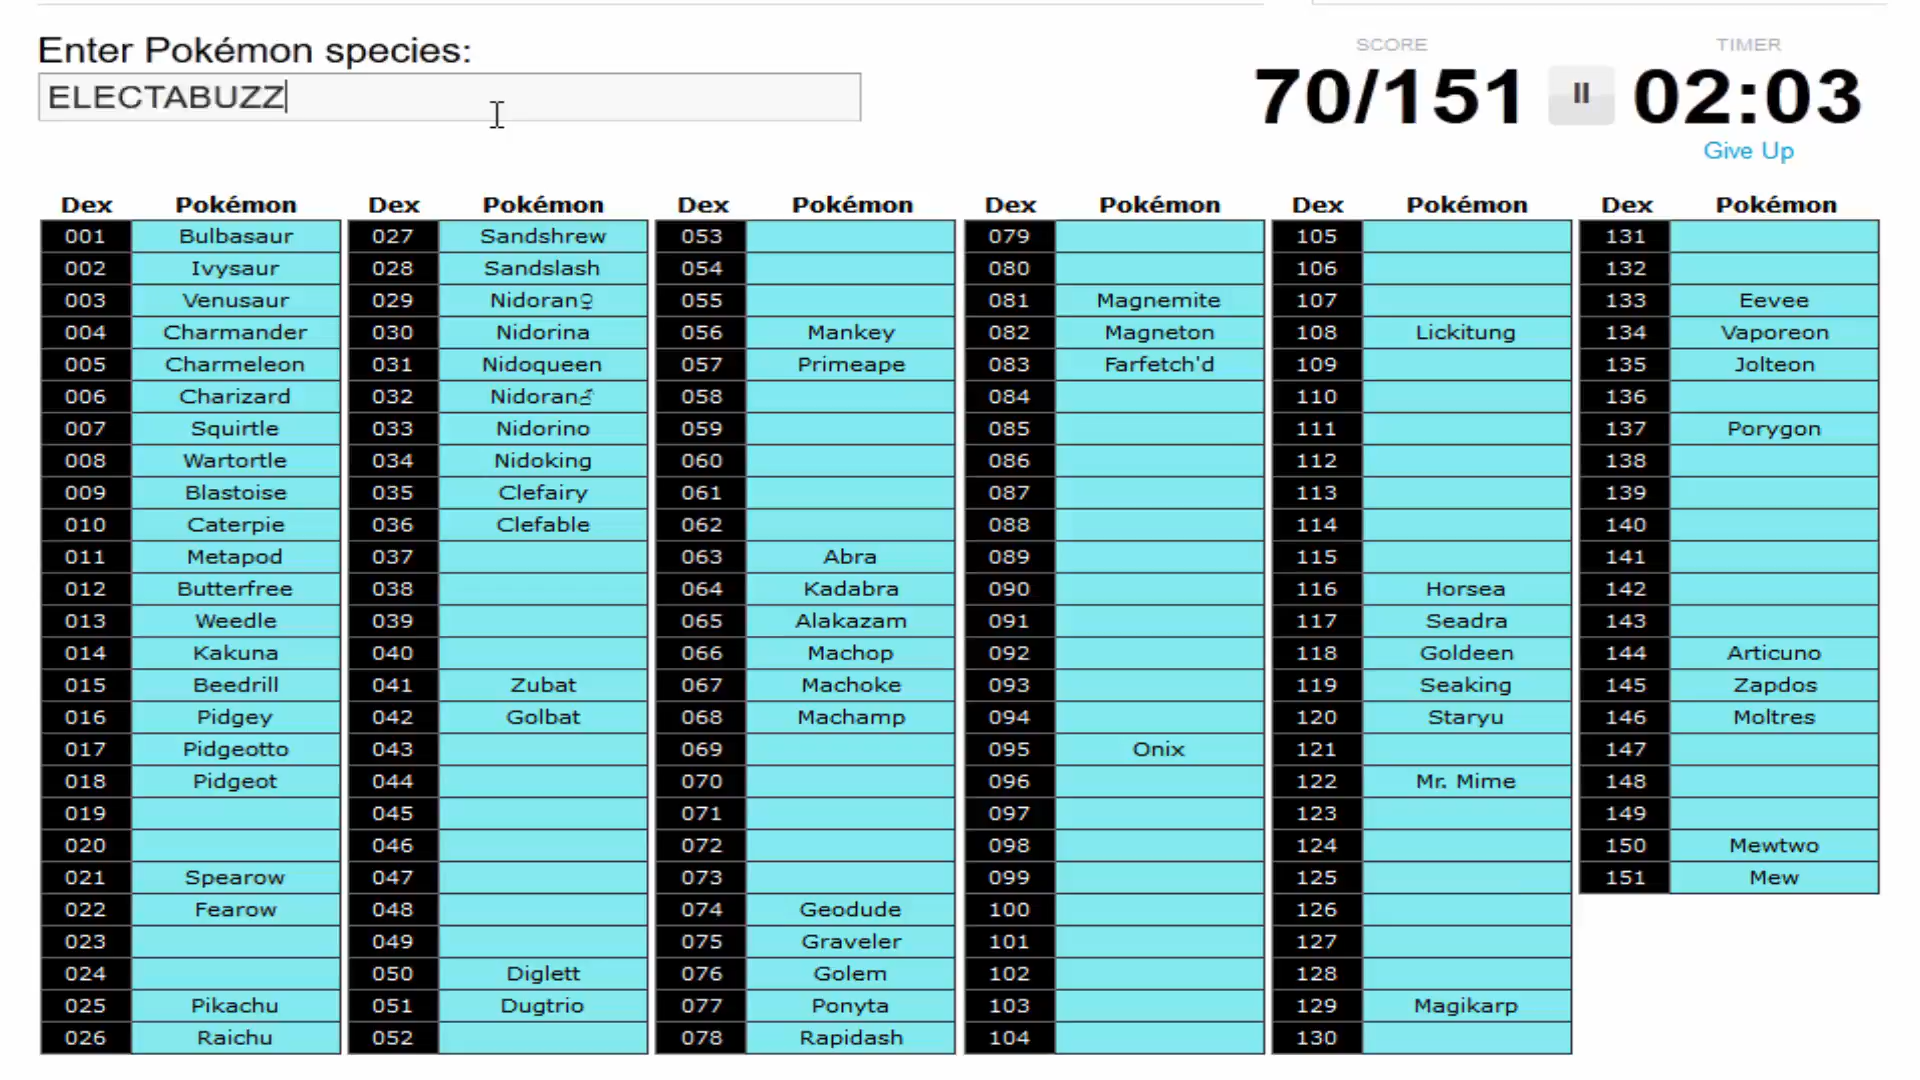 Enter Pokémon species:
ELECTABUZZ
SCORE
70/151
TIMER
02:03
Give Up
Dex Pokémon Dex Pokémon Dex Pokémon Dex Pokémon Dex Pokémon Dex Pokémon
001 Bulbasaur 027 Sandshrew 053 079 105 131
002 Ivysaur 028 Sandslash 054 080 106 132
003 Venusaur 029 Nidoran♀ 055 081 Magnemite 107 133 Eevee
004 Charmander 030 Nidorina 056 Mankey 082 Magneton 108 Lickitung 134 Vaporeon
005 Charmeleon 031 Nidoqueen 057 Primeape 083 Farfetch'd 109 135 Jolteon
006 Charizard 032 Nidoran♂ 058 084 110 136
007 Squirtle 033 Nidorino 059 085 111 137 Porygon
008 Wartortle 034 Nidoking 060 086 112 138
009 Blastoise 035 Clefairy 061 087 113 139
010 Caterpie 036 Clefable 062 088 114 140
011 Metapod 037 063 Abra 089 115 141
012 Butterfree 038 064 Kadabra 090 116 Horsea 142
013 Weedle 039 065 Alakazam 091 117 Seadra 143
014 Kakuna 040 066 Machop 092 118 Goldeen 144 Articuno
015 Beedrill 041 Zubat 067 Machoke 093 119 Seaking 145 Zapdos
016 Pidgey 042 Golbat 068 Machamp 094 120 Staryu 146 Moltres
017 Pidgeotto 043 069 095 Onix 121 147
018 Pidgeot 044 070 096 122 Mr. Mime 148
019 045 071 097 123 149
020 046 072 098 124 150 Mewtwo
021 Spearow 047 073 099 125 151 Mew
022 Fearow 048 074 Geodude 100 126
023 049 075 Graveler 101 127
024 050 Diglett 076 Golem 102 128
025 Pikachu 051 Dugtrio 077 Ponyta 103 129 Magikarp
026 Raichu 052 078 Rapidash 104 130